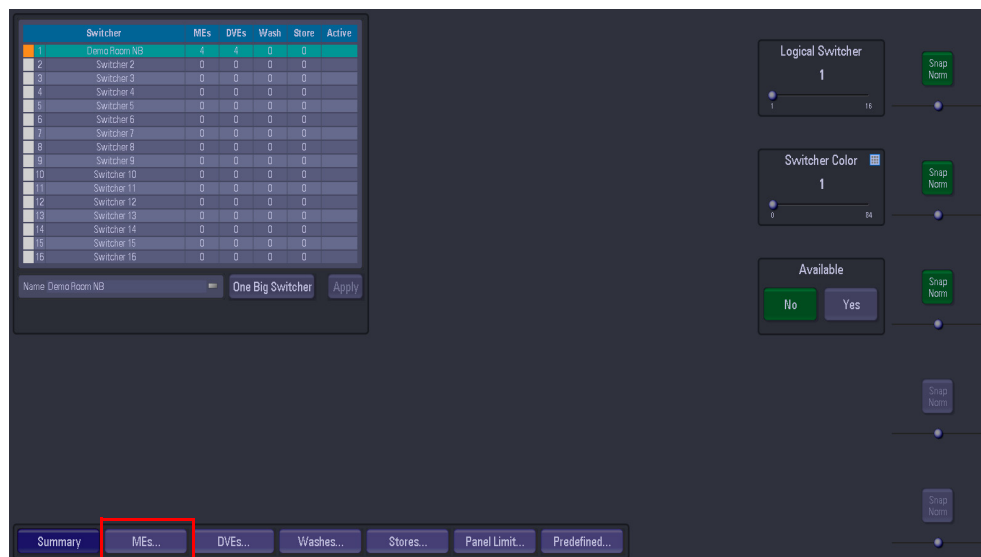 Switcher MEs DVEs Wash Store Active
1 Demo Room NB 4 4 0 0
2 Switcher 2 0 0 0 0
3 Switcher 3 0 0 0 0
4 Switcher 4 0 0 0 0
5 Switcher 5 0 0 0 0
6 Switcher 6 0 0 0 0
7 Switcher 7 0 0 0 0
8 Switcher 8 0 0 0 0
9 Switcher 9 0 0 0 0
10 Switcher 10 0 0 0 0
11 Switcher 11 0 0 0 0
12 Switcher 12 0 0 0 0
13 Switcher 13 0 0 0 0
14 Switcher 14 0 0 0 0
15 Switcher 15 0 0 0 0
16 Switcher 16 0 0 0 0
Name Demo Room NB One Big Switcher Apply
Logical Switcher
1
1 16
Snap
Norm
Switcher Color
1
0 84
Snap
Norm
Available
No Yes
Snap
Norm
Snap
Norm
Snap
Norm
Summary MEs... DVEs... Washes... Stores... Panel Limit... Predefined...